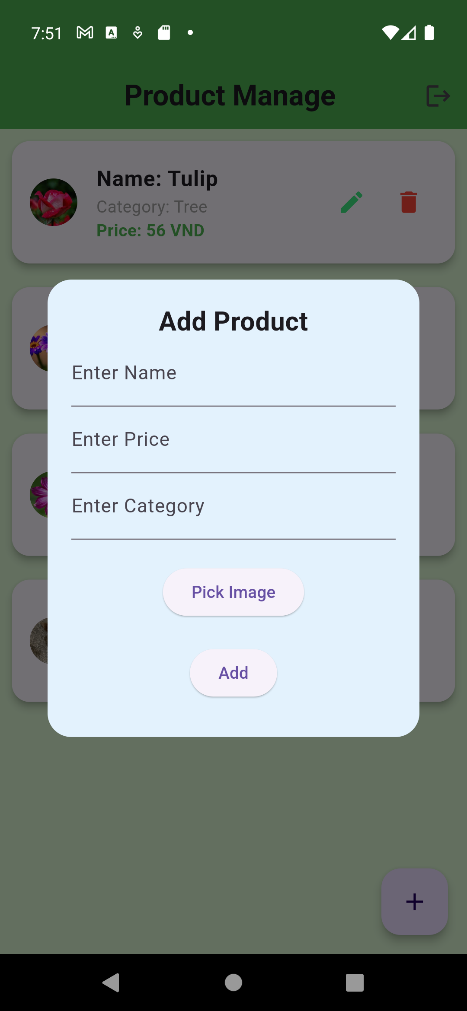 7:51
Product Manage
Name: Tulip
Category: Tree
Price: 56 VND
Add Product
Enter Name
Enter Price
Enter Category
Pick Image
Add